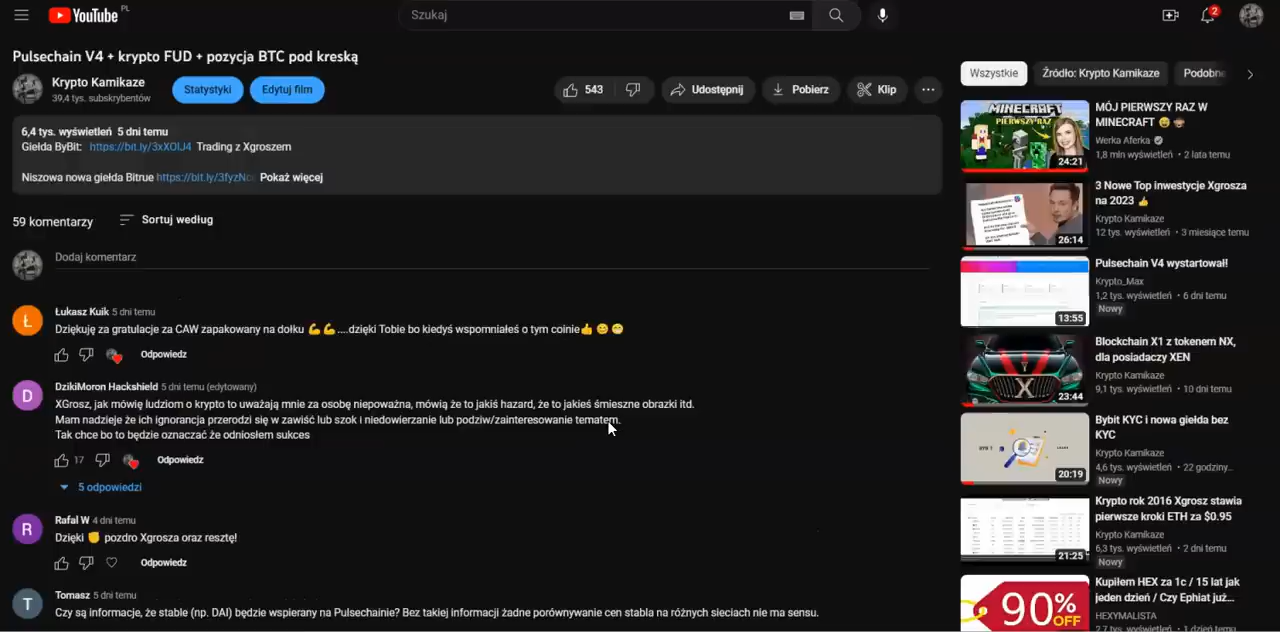 YouTube PL
Szukaj
2
Pulsechain V4 + krypto FUD + pozycja BTC pod kreską
Krypto Kamikaze
39,4 tys. subskrybentów
Statystyki
Edytuj film
543
Udostępnij
Pobierz
Klip
6,4 tys. wyświetleń 5 dni temu
Giełda ByBit: https://bit.ly/3xXOIJ4 Trading z Xgroszem
Niszowa nowa giełda Bitrue https://bit.ly/3fyzNc Pokaż więcej
59 komentarzy
Sortuj według
Dodaj komentarz
Ł
Łukasz Kuik 5 dni temu
Dziękuję za gratulacje za CAW zapakowany na dołku 💪💪....dzięki Tobie bo kiedyś wspomniałeś o tym coinie👍😊😁
Odpowiedz
D
DzikiMoron Hackshield 5 dni temu (edytowany)
XGrosz, jak mówię ludziom o krypto to uważają mnie za osobę niepoważna, mówią że to jakiś hazard, że to jakieś śmieszne obrazki itd.
Mam nadzieje że ich ignorancja przerodzi się w zawiść lub szok i niedowierzanie lub podziw/zainteresowanie tematem.
Tak chce bo to będzie oznaczać że odniosłem sukces
17
Odpowiedz
5 odpowiedzi
R
Rafal W 4 dni temu
Dzięki ✊ pozdro Xgrosza oraz resztę!
Odpowiedz
T
Tomasz 5 dni temu
Czy są informacje, że stable (np. DAI) będzie wspierany na Pulsechainie? Bez takiej informacji żadne porównywanie cen stabla na różnych sieciach nie ma sensu.
Wszystkie
Źródło: Krypto Kamikaze
Podobne
MINECRAFT
PIERWSZY RAZ
24:21
MÓJ PIERWSZY RAZ W
MINECRAFT 😅 🙈
Werka Aferka
1,8 mln wyświetleń • 2 lata temu
26:14
3 Nowe Top inwestycje Xgrosza
na 2023 👍
Krypto Kamikaze
12 tys. wyświetleń • 3 miesiące temu
13:55
Pulsechain V4 wystartował!
Krypto_Max
1,2 tys. wyświetleń • 6 dni temu
Nowy
X
23:44
Blockchain X1 z tokenem NX,
dla posiadaczy XEN
Krypto Kamikaze
9,1 tys. wyświetleń • 10 dni temu
20:19
Bybit KYC i nowa giełda bez
KYC
Krypto Kamikaze
4,6 tys. wyświetleń • 22 godziny...
Nowy
21:25
Krypto rok 2016 Xgrosz stawia
pierwsze kroki ETH za $0.95
Krypto Kamikaze
6,3 tys. wyświetleń • 2 dni temu
Nowy
90%
OFF
Kupiłem HEX za 1c / 15 lat jak
jeden dzień / Czy Ephiat już...
HEXYMALISTA
2,7 tys. wyświetleń • 1 dzień temu